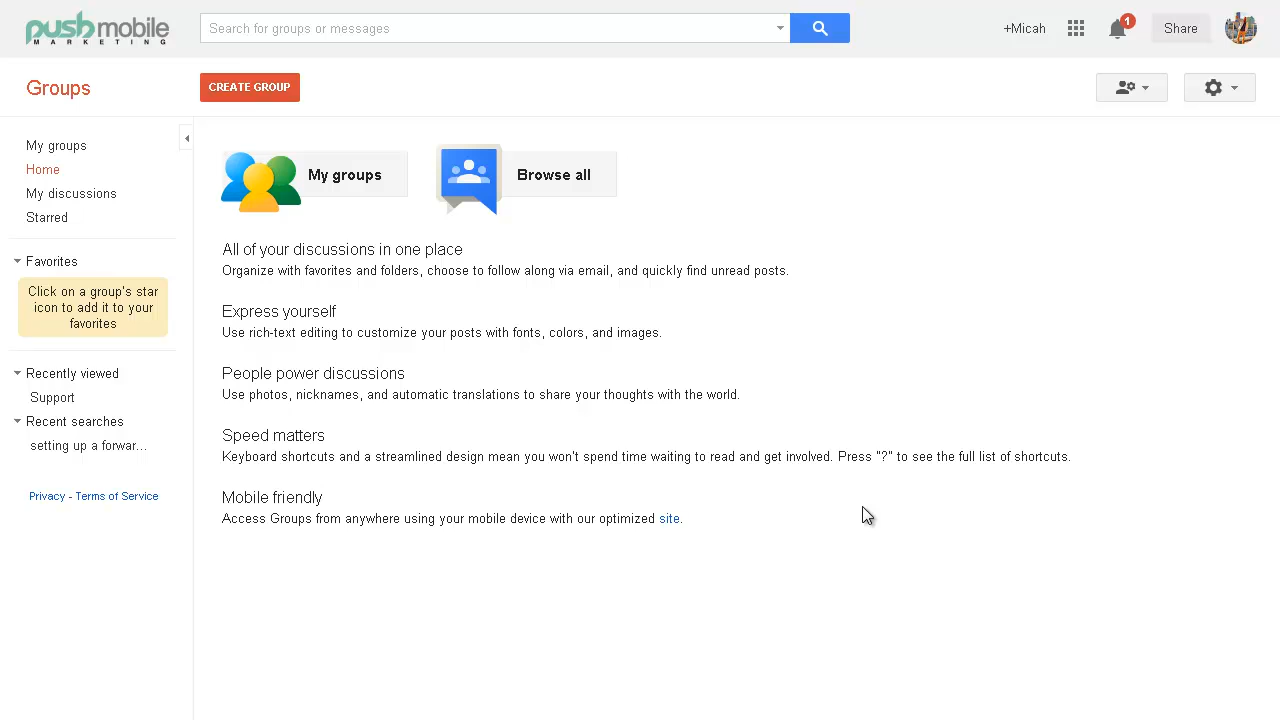 pushmobile
MARKETING
Search for groups or messages
+Micah
1
Share
Groups
CREATE GROUP
My groups
Home
My discussions
Starred
Favorites
Click on a group's star
icon to add it to your
favorites
Recently viewed
Support
Recent searches
setting up a forwar...
Privacy - Terms of Service
My groups
Browse all
All of your discussions in one place
Organize with favorites and folders, choose to follow along via email, and quickly find unread posts.
Express yourself
Use rich-text editing to customize your posts with fonts, colors, and images.
People power discussions
Use photos, nicknames, and automatic translations to share your thoughts with the world.
Speed matters
Keyboard shortcuts and a streamlined design mean you won't spend time waiting to read and get involved. Press "?" to see the full list of shortcuts.
Mobile friendly
Access Groups from anywhere using your mobile device with our optimized site.